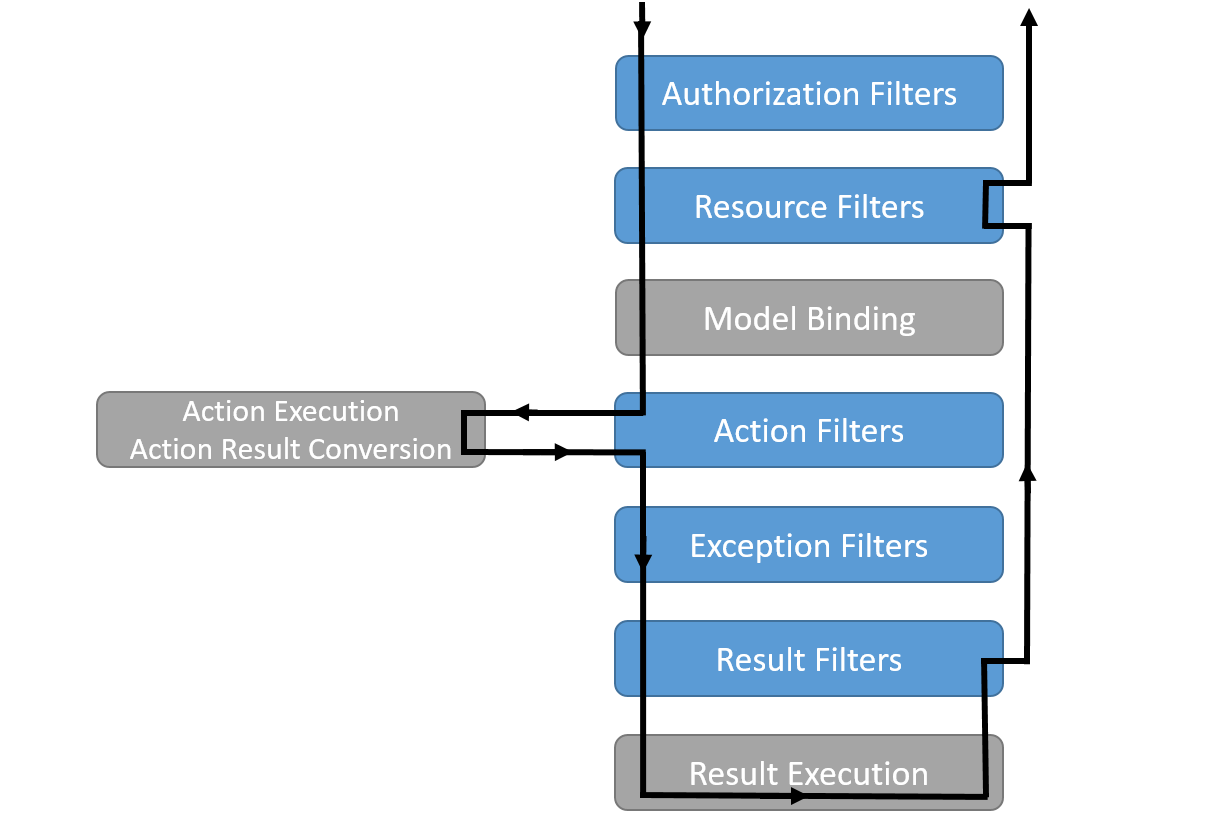 Authorization Filters
Resource Filters
Model Binding
Action Execution
Action Result Conversion
Action Filters
Exception Filters
Result Filters
Result Execution